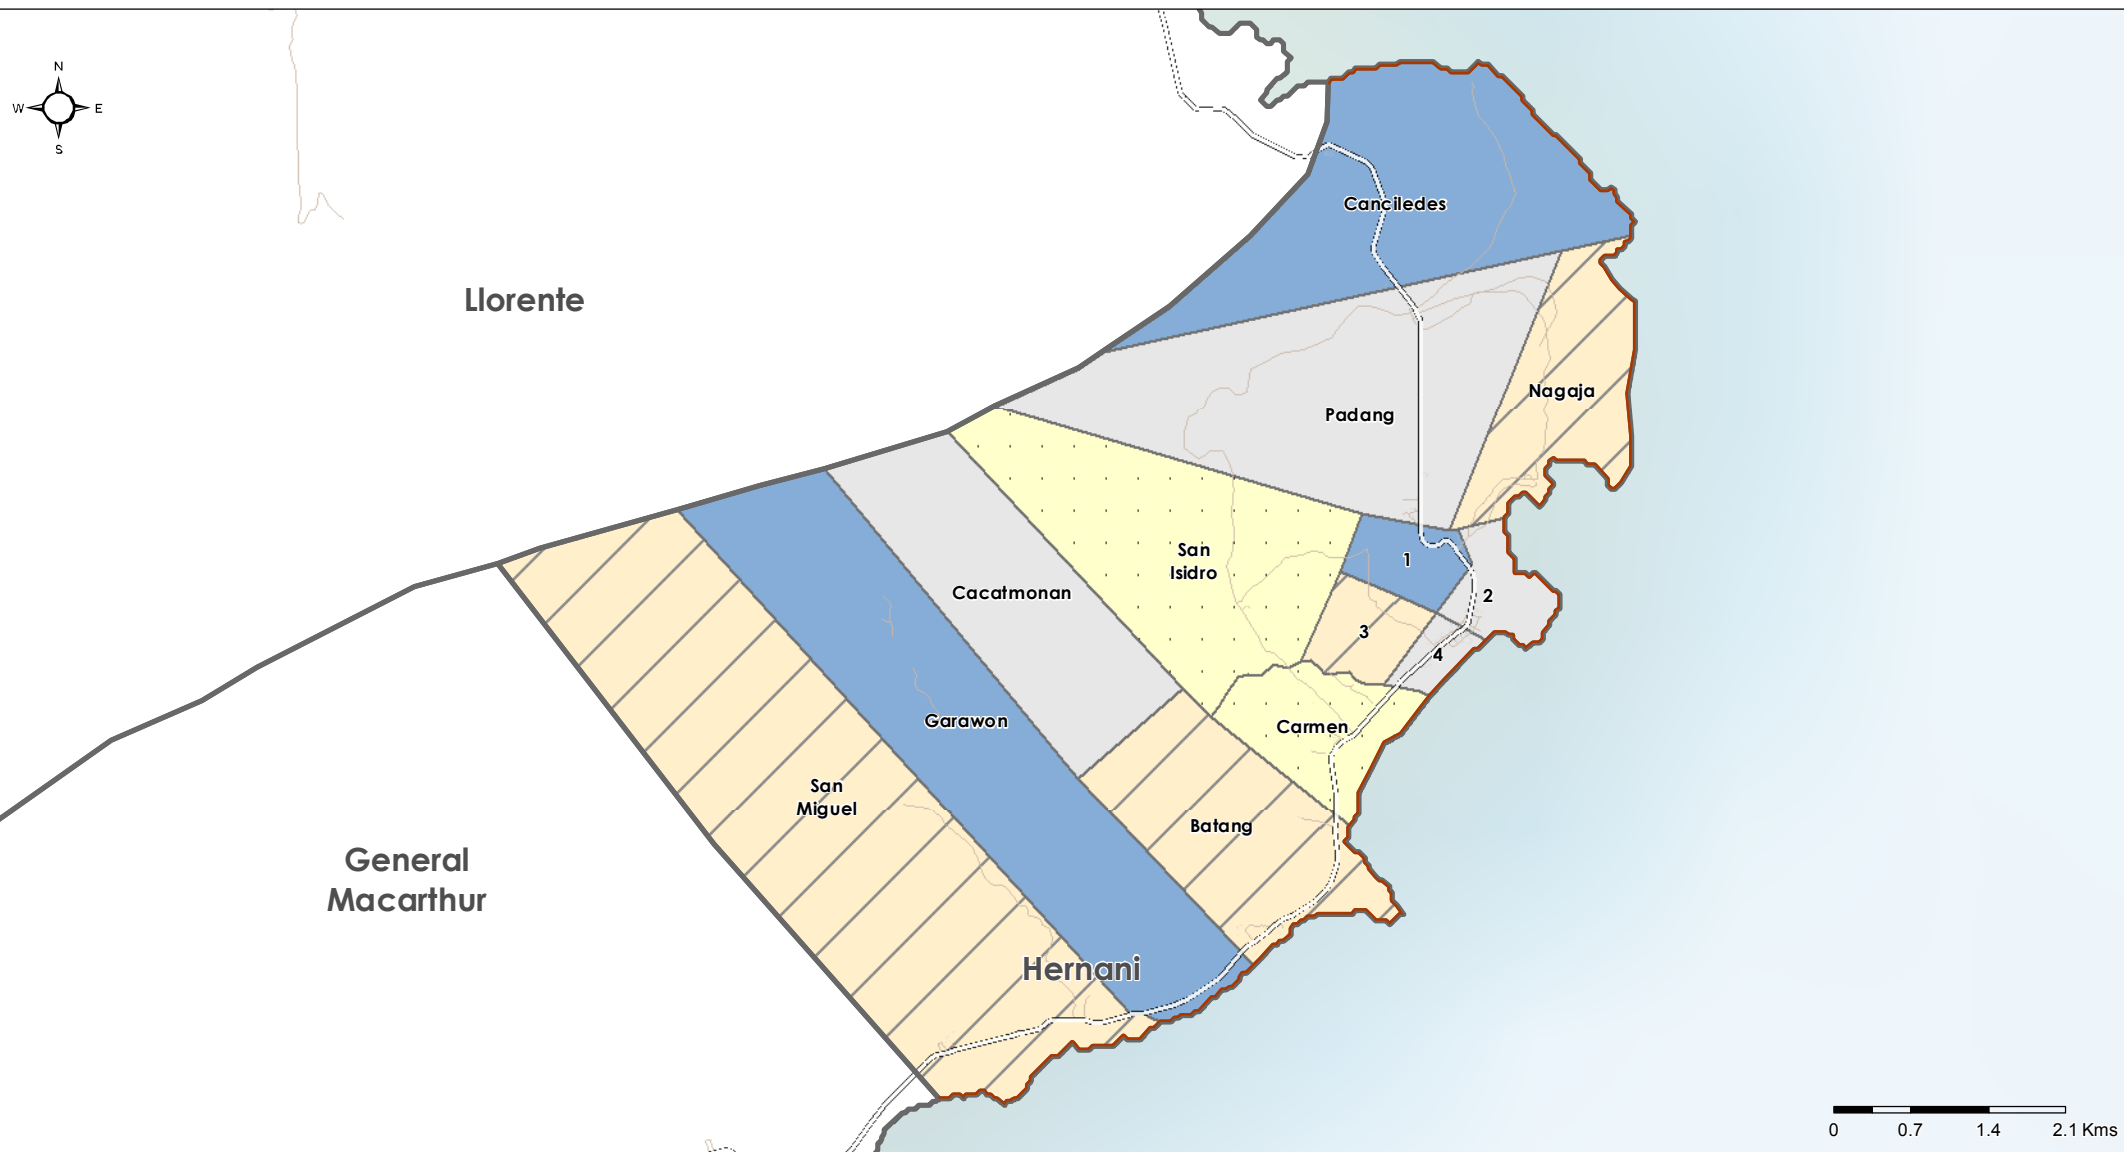 N
W E
S
Canciledes
Llorente
Nagaja
Padang
San
Isidro
1
Cacatmonan
2
3
4
Garawon
Carmen
San
Miguel
Batang
General
Macarthur
Hernani
0 0.7 1.4 2.1 Kms